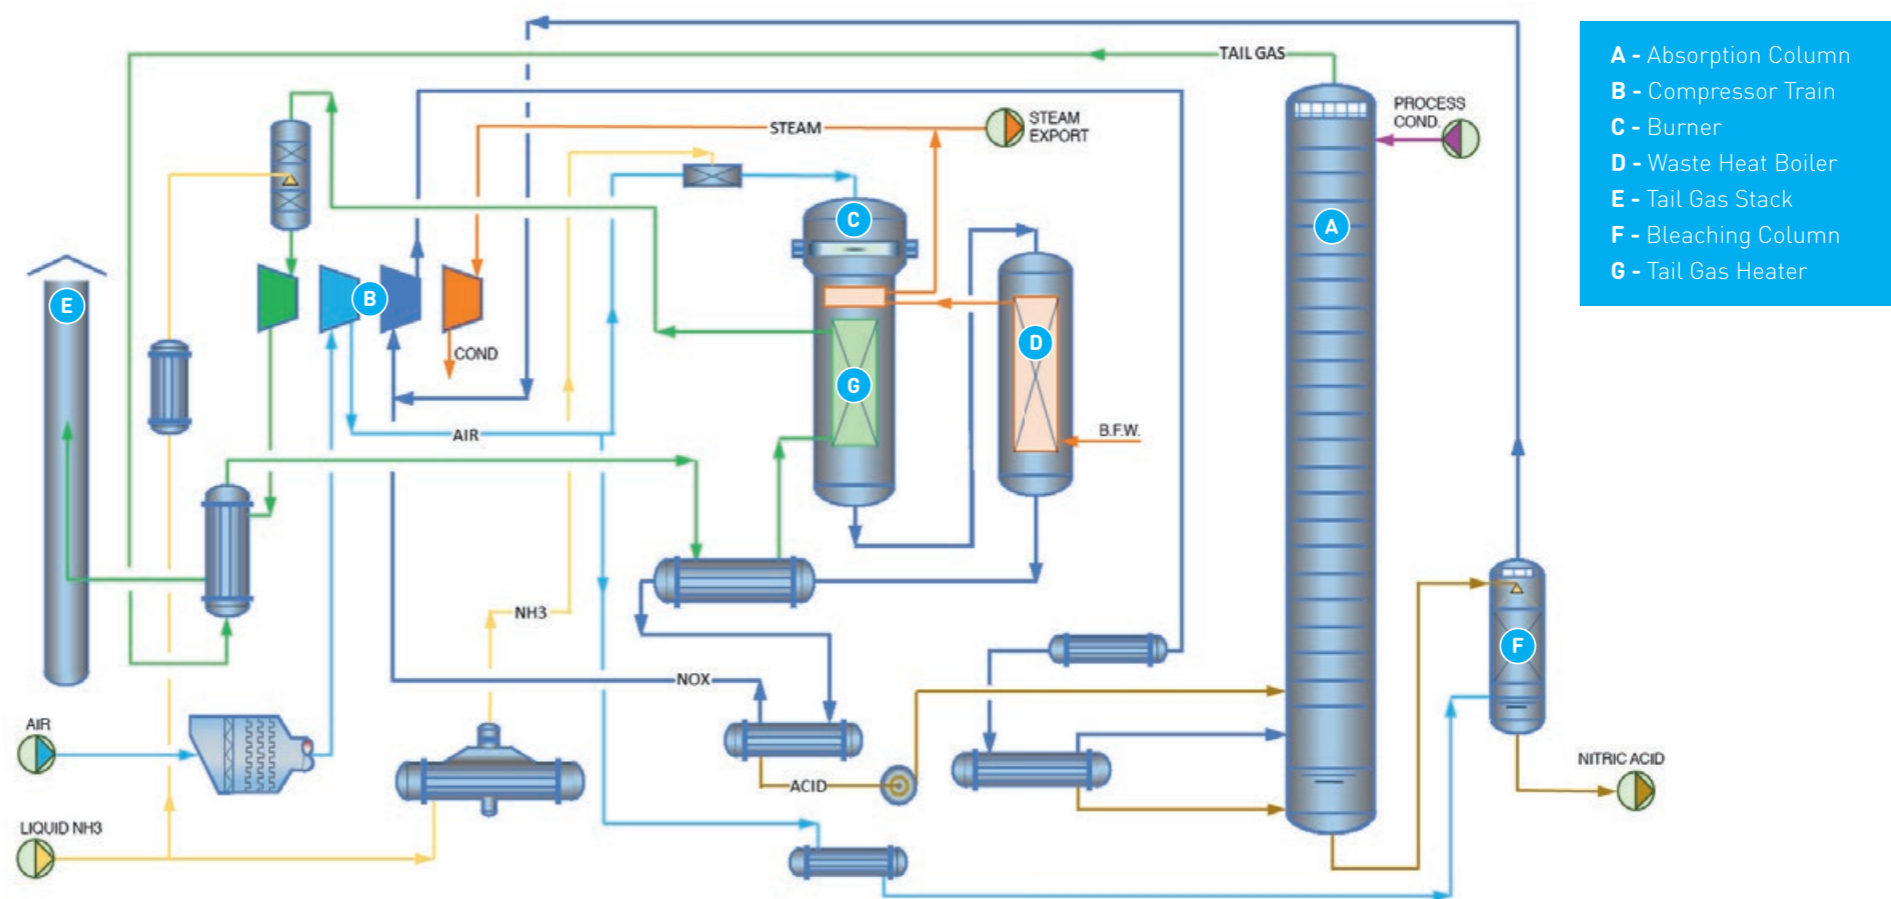 TAIL GAS
A - Absorption Column
B - Compressor Train
C - Burner
D - Waste Heat Boiler
E - Tail Gas Stack
F - Bleaching Column
G - Tail Gas Heater
PROCESS
COND.
STEAM
STEAM
EXPORT
C
A
E
B
D
COND
G
AIR
B.F.W.
NH3
F
NOX
AIR
ACID
NITRIC ACID
LIQUID NH3